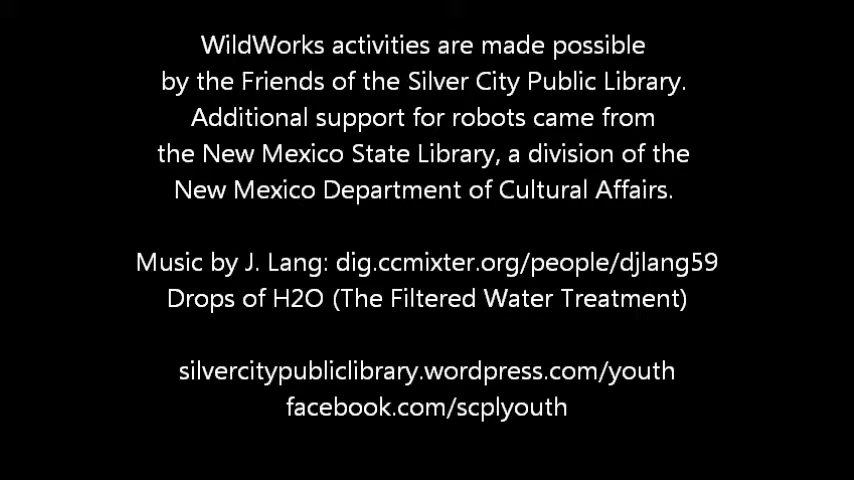 WildWorks activities are made possible
by the Friends of the Silver City Public Library.
Additional support for robots came from
the New Mexico State Library, a division of the
New Mexico Department of Cultural Affairs.
Music by J. Lang: dig.ccmixter.org/people/djlang59
Drops of H2O (The Filtered Water Treatment)
silvercitypubliclibrary.wordpress.com/youth
facebook.com/scplyouth